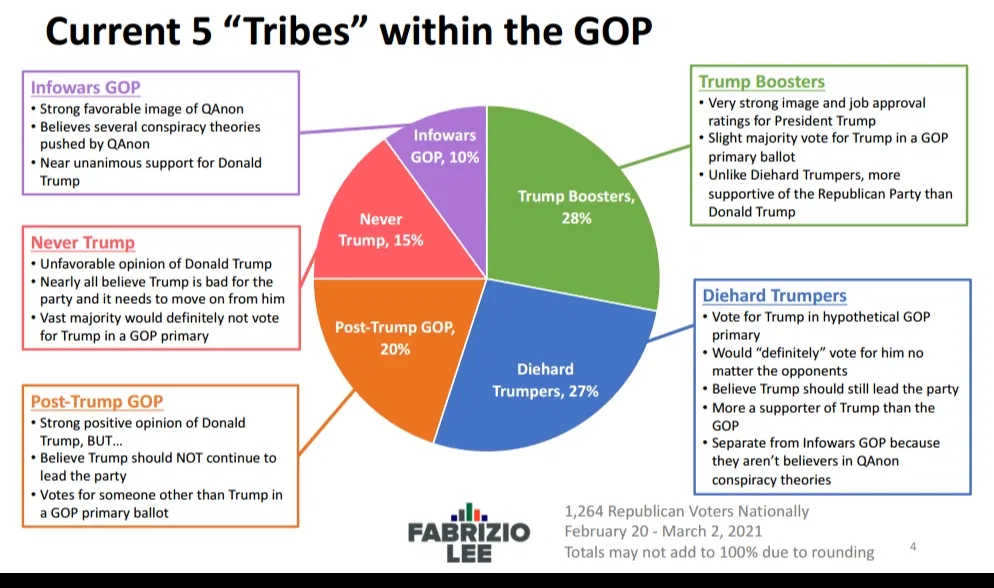 Current 5 “Tribes” within the GOP
Infowars GOP
• Strong favorable image of QAnon
• Believes several conspiracy theories
pushed by QAnon
• Near unanimous support for Donald
Trump
Never Trump
• Unfavorable opinion of Donald Trump
• Nearly all believe Trump is bad for the
party and it needs to move on from him
• Vast majority would definitely not vote
for Trump in a GOP primary
Post-Trump GOP
• Strong positive opinion of Donald
Trump, BUT…
• Believe Trump should NOT continue to
lead the party
• Votes for someone other than Trump in
a GOP primary ballot
Infowars
GOP, 10%
Trump Boosters,
28%
Never
Trump, 15%
Post-Trump GOP,
20%
Diehard
Trumpers, 27%
Trump Boosters
• Very strong image and job approval
ratings for President Trump
• Slight majority vote for Trump in a GOP
primary ballot
• Unlike Diehard Trumpers, more
supportive of the Republican Party than
Donald Trump
Diehard Trumpers
• Vote for Trump in hypothetical GOP
primary
• Would “definitely” vote for him no
matter the opponents
• Believe Trump should still lead the party
• More a supporter of Trump than the
GOP
• Separate from Infowars GOP because
they aren’t believers in QAnon
conspiracy theories
FABRIZIO
LEE
1,264 Republican Voters Nationally
February 20 - March 2, 2021
Totals may not add to 100% due to rounding
4